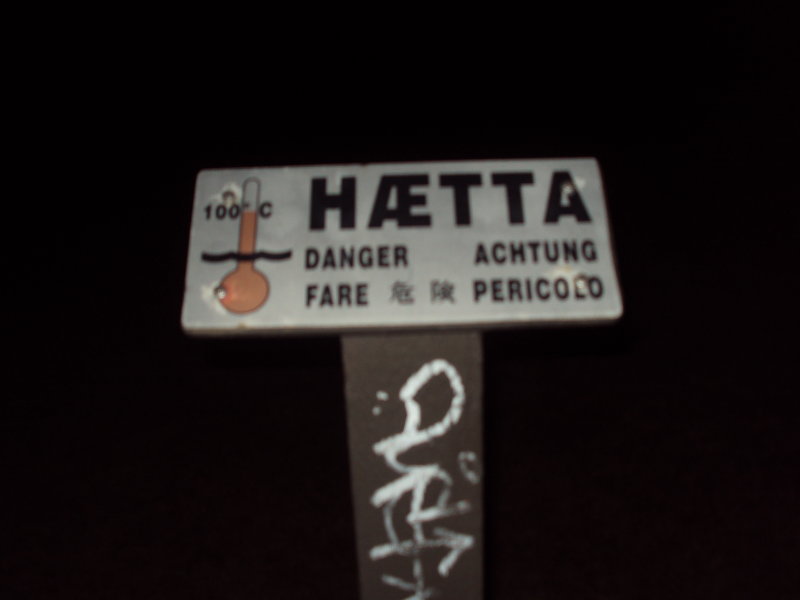 100°C
HÆTTA
DANGER ACHTUNG
FARE 危険 PERICOLO